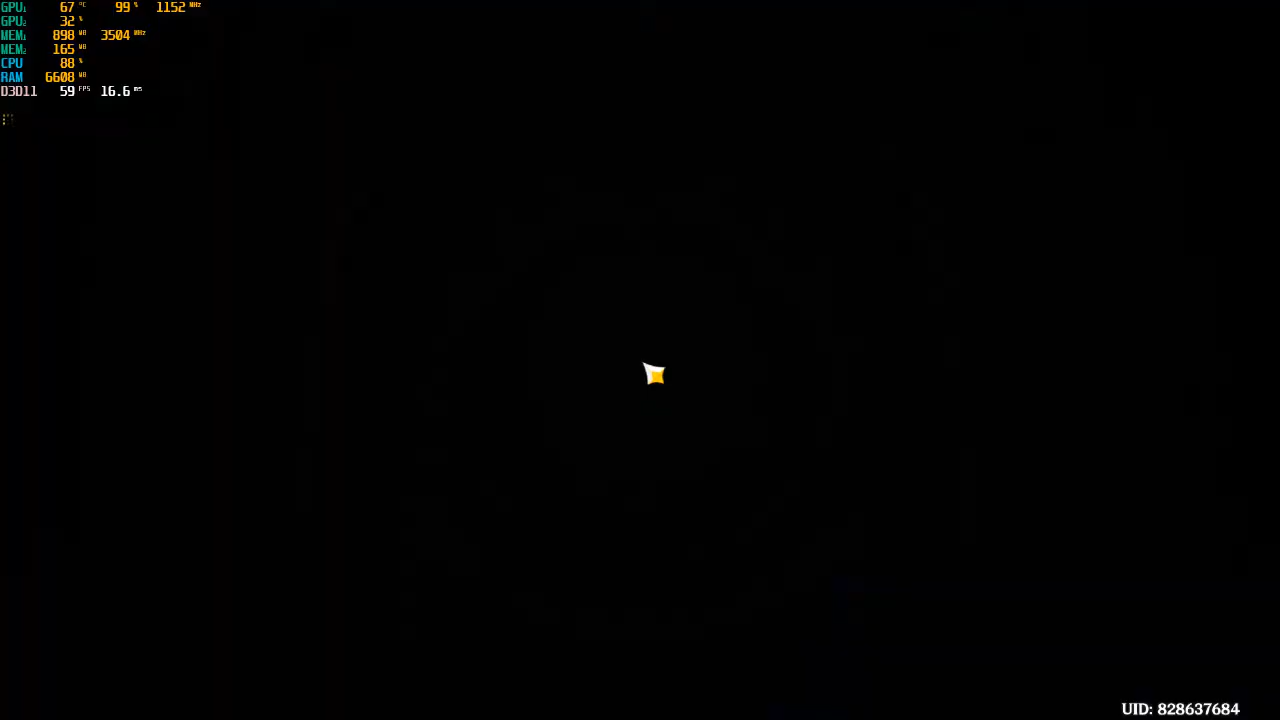 GPU1 67 °C 99 % 1152 MHz
GPU2 32 %
MEM1 898 MB 3504 MHz
MEM2 165 MB
CPU 88 %
RAM 6608 MB
D3D11 59 FPS 16.6 ms
UID: 828637684